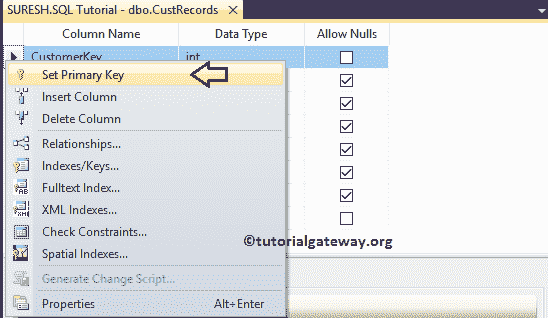 SURESH.SQL Tutorial - dbo.CustRecords ×
Column Name Data Type Allow Nulls
CustomerKey int
Set Primary Key
Insert Column
Delete Column
Relationships...
Indexes/Keys...
Fulltext Index...
XML Indexes...
Check Constraints...
©tutorialgateway.org
Spatial Indexes...
Generate Change Script...
Properties Alt+Enter